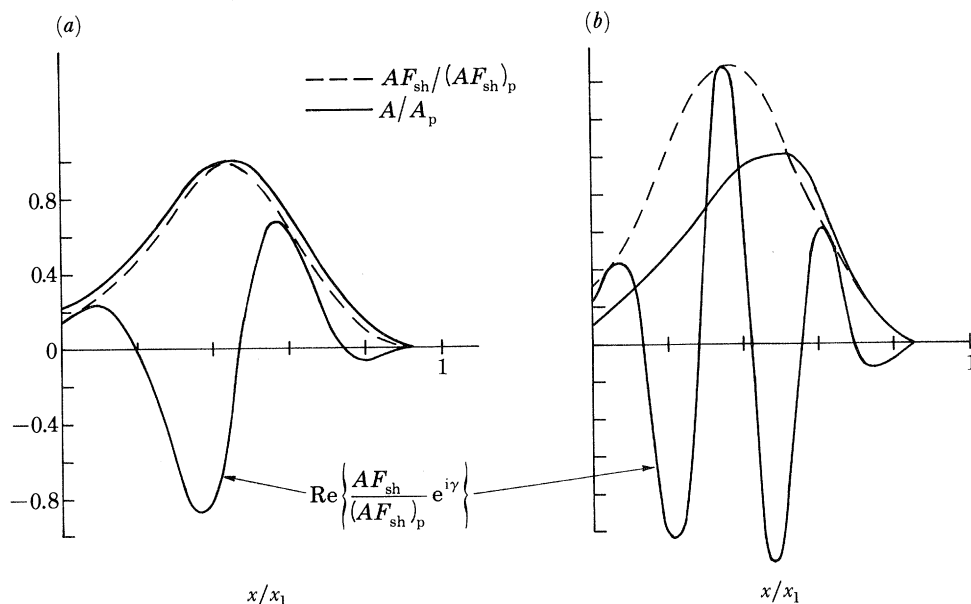 (a)
(b)
AF_sh/(AF_sh)_p
A/A_p
0.8
0.4
0
−0.4
−0.8
1
1
Re{AF_sh/(AF_sh)_p e^{iγ}}
x/x_1
x/x_1